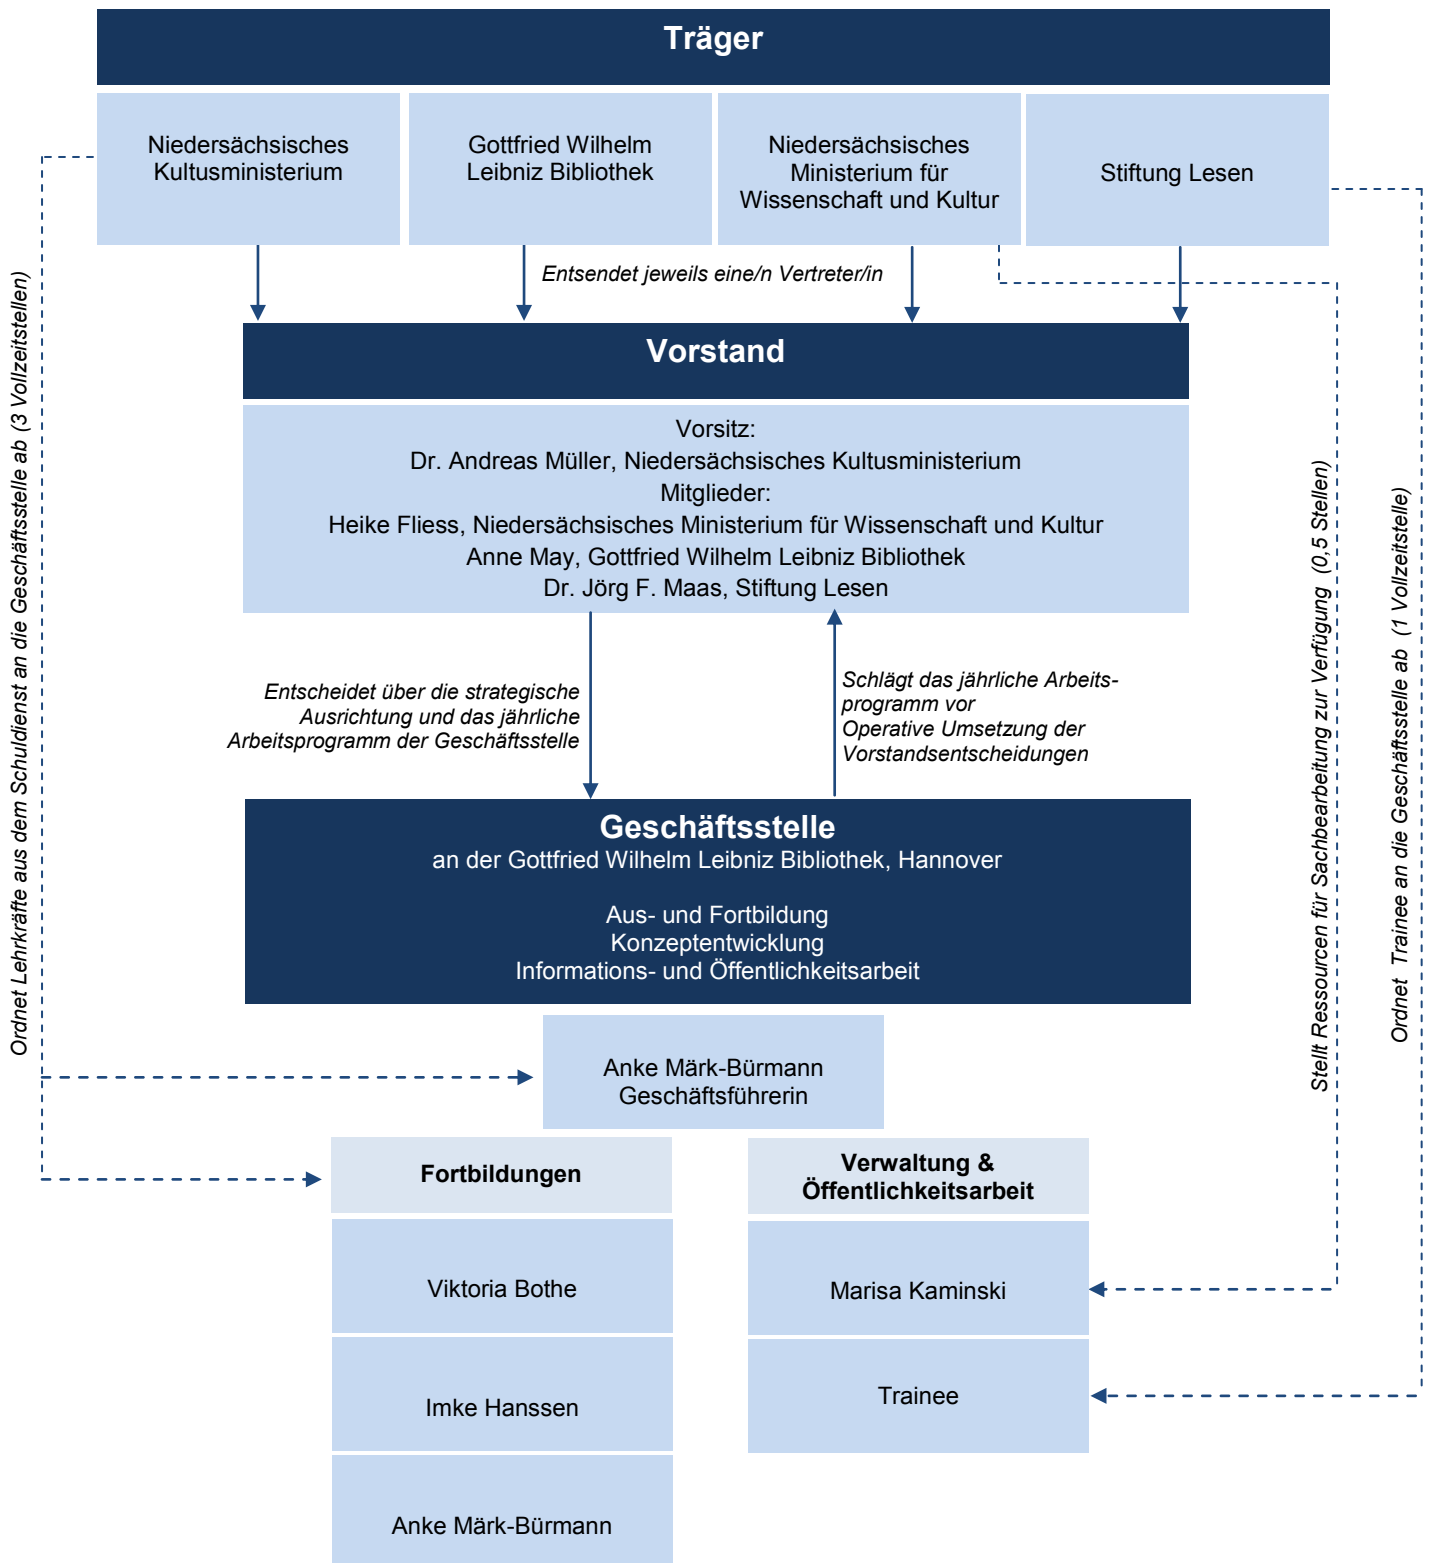 Träger
Niedersächsisches
Kultusministerium
Gottfried Wilhelm
Leibniz Bibliothek
Niedersächsisches
Ministerium für
Wissenschaft und Kultur
Stiftung Lesen
Entsendet jeweils eine/n Vertreter/in
Vorstand
Vorsitz:
Dr. Andreas Müller, Niedersächsisches Kultusministerium
Mitglieder:
Heike Fliess, Niedersächsisches Ministerium für Wissenschaft und Kultur
Anne May, Gottfried Wilhelm Leibniz Bibliothek
Dr. Jörg F. Maas, Stiftung Lesen
Entscheidet über die strategische
Ausrichtung und das jährliche
Arbeitsprogramm der Geschäftsstelle
Schlägt das jährliche Arbeits-
programm vor
Operative Umsetzung der
Vorstandsentscheidungen
Geschäftsstelle
an der Gottfried Wilhelm Leibniz Bibliothek, Hannover
Aus- und Fortbildung
Konzeptentwicklung
Informations- und Öffentlichkeitsarbeit
Anke Märk-Bürmann
Geschäftsführerin
Fortbildungen
Viktoria Bothe
Imke Hanssen
Anke Märk-Bürmann
Verwaltung &
Öffentlichkeitsarbeit
Marisa Kaminski
Trainee
Ordnet Lehrkräfte aus dem Schuldienst an die Geschäftsstelle ab (3 Vollzeitstellen)
Stellt Ressourcen für Sachbearbeitung zur Verfügung (0,5 Stellen)
Ordnet Trainee an die Geschäftsstelle ab (1 Vollzeitstelle)